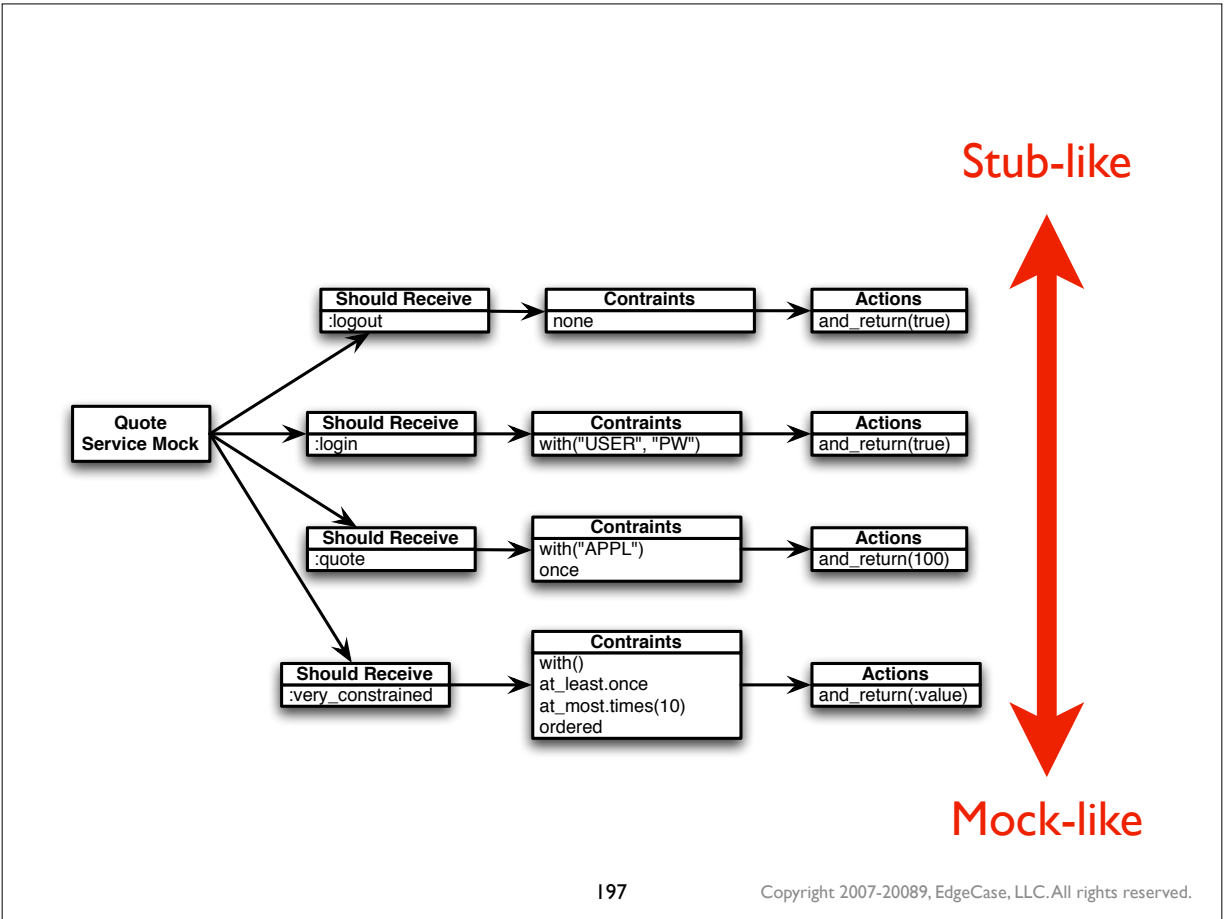 Stub-like
Should Receive
:logout
Contraints
none
Actions
and_return(true)
Quote
Service Mock
Should Receive
:login
Contraints
with("USER", "PW")
Actions
and_return(true)
Should Receive
:quote
Contraints
with("APPL")
once
Actions
and_return(100)
Should Receive
:very_constrained
Contraints
with()
at_least.once
at_most.times(10)
ordered
Actions
and_return(:value)
Mock-like
197
Copyright 2007-20089, EdgeCase, LLC. All rights reserved.